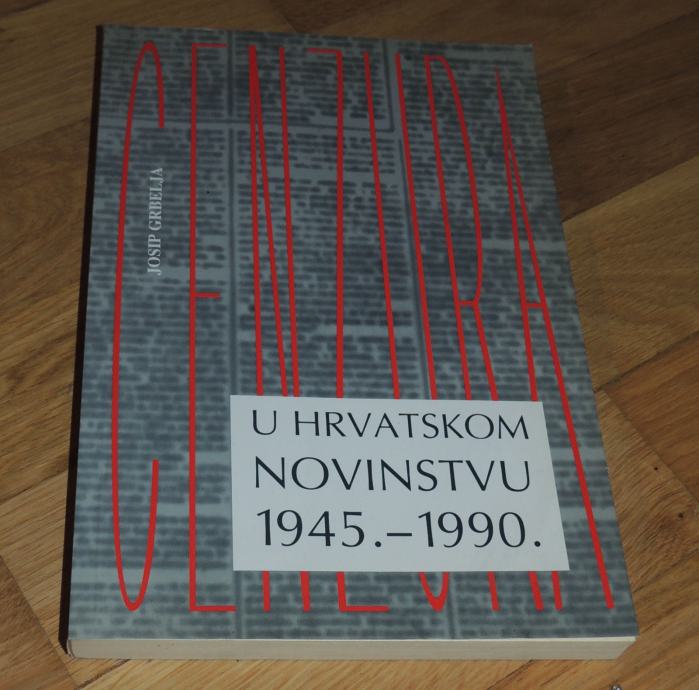 CENZURA
JOSIP GRBELJA
U HRVATSKOM
NOVINSTVU
1945.–1990.